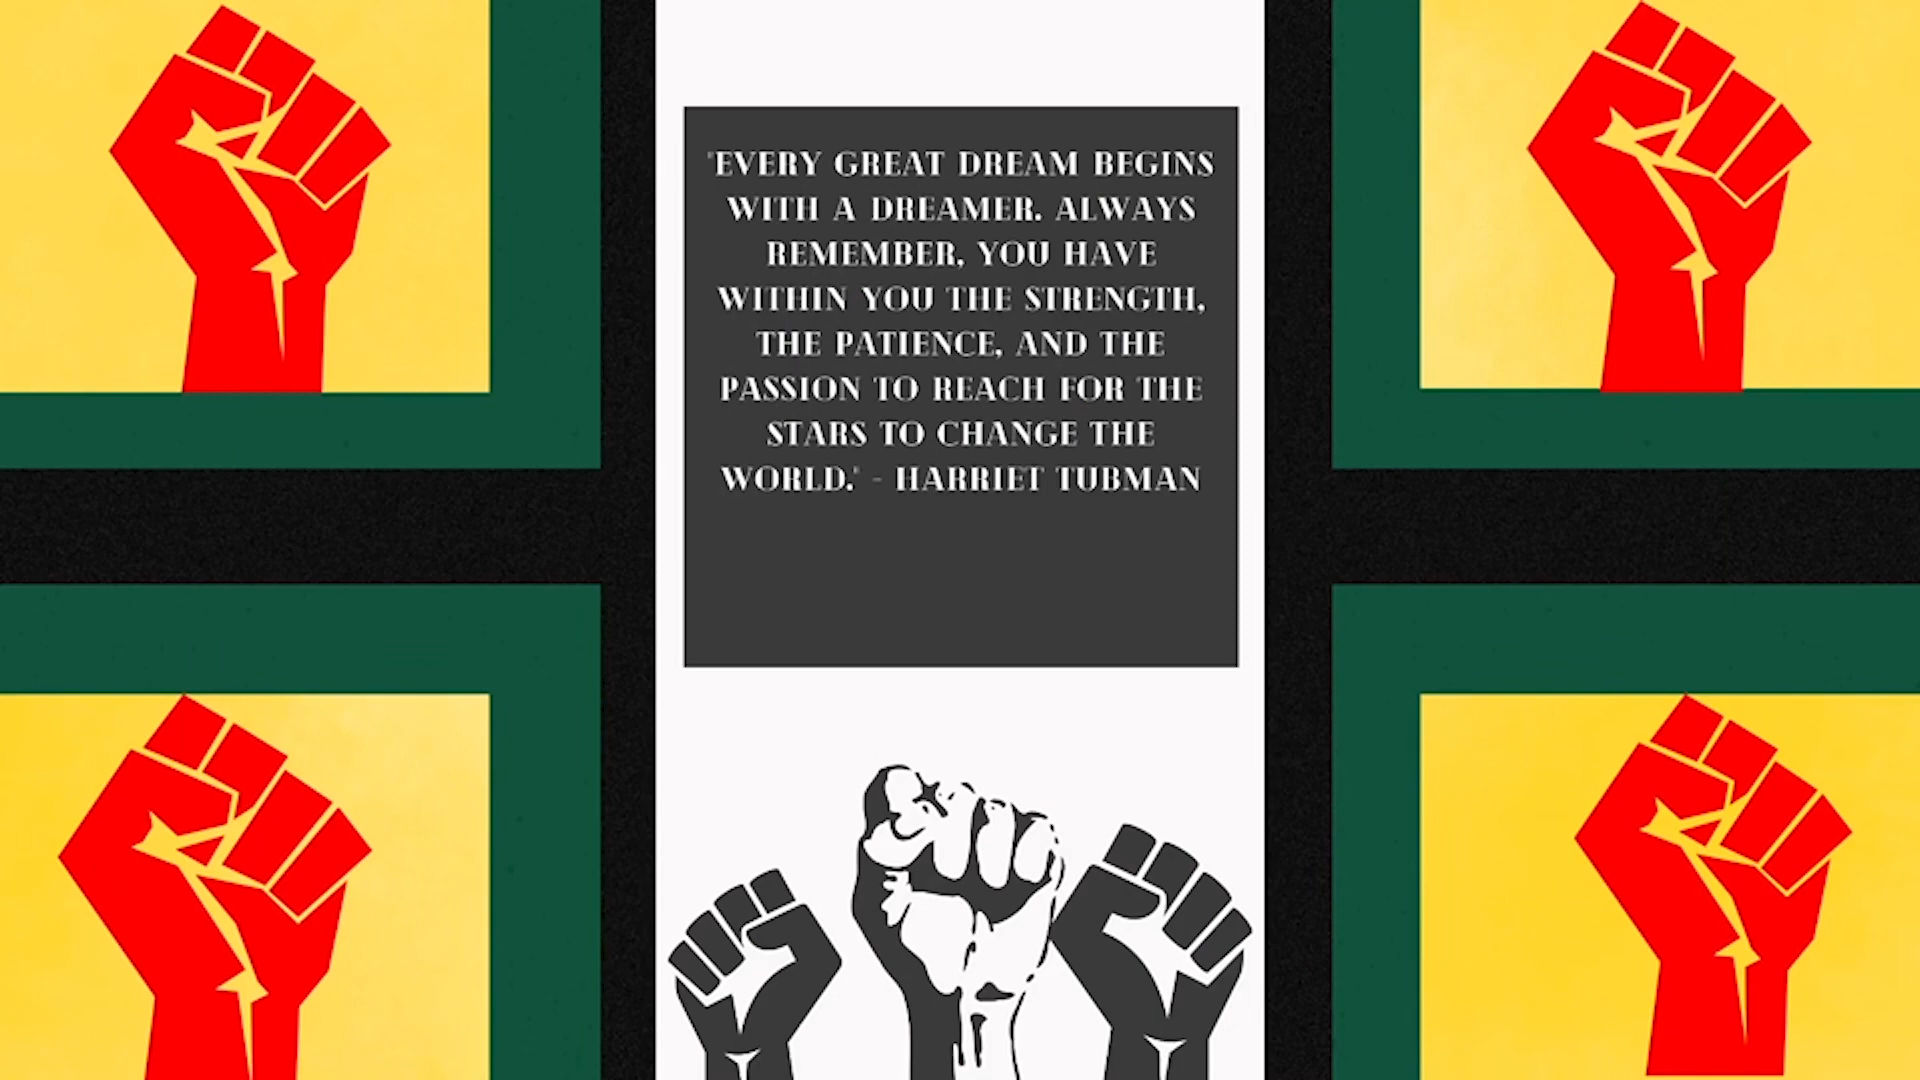 "EVERY GREAT DREAM BEGINS
WITH A DREAMER. ALWAYS
REMEMBER, YOU HAVE
WITHIN YOU THE STRENGTH,
THE PATIENCE, AND THE
PASSION TO REACH FOR THE
STARS TO CHANGE THE
WORLD." - HARRIET TUBMAN